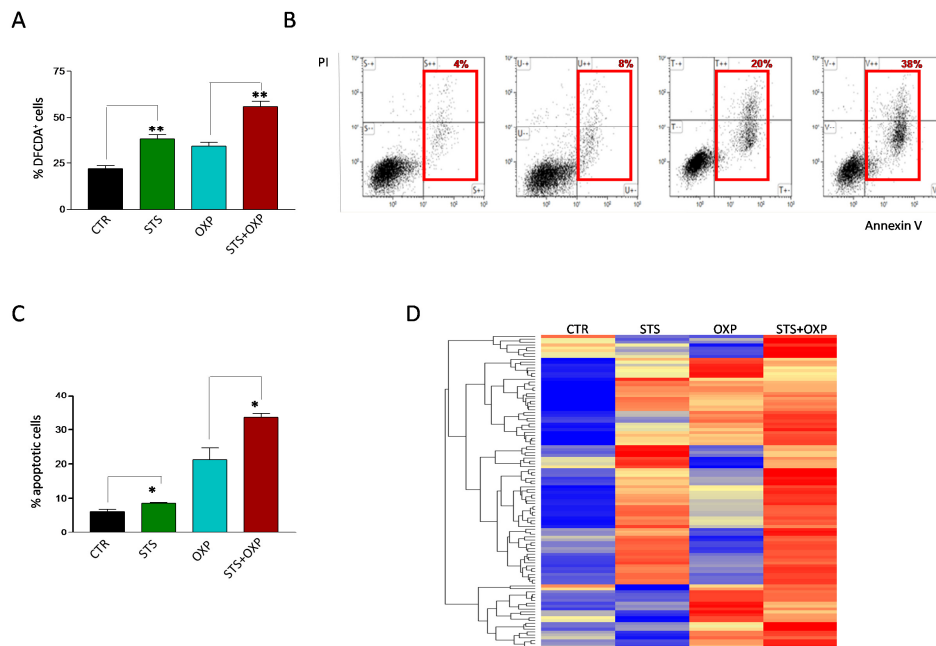 A
% DFCDA+ cells
75
50
25
0
**
**
CTR
STS
OXP
STS+OXP
B
PI
S-+
S++
4%
S--
S+-
U-+
U++
8%
U--
U+-
T-+
T++
20%
T--
T+-
V-+
V++
38%
V--
Annexin V
C
% apoptotic cells
40
30
20
10
0
*
*
CTR
STS
OXP
STS+OXP
D
CTR STS OXP STS+OXP